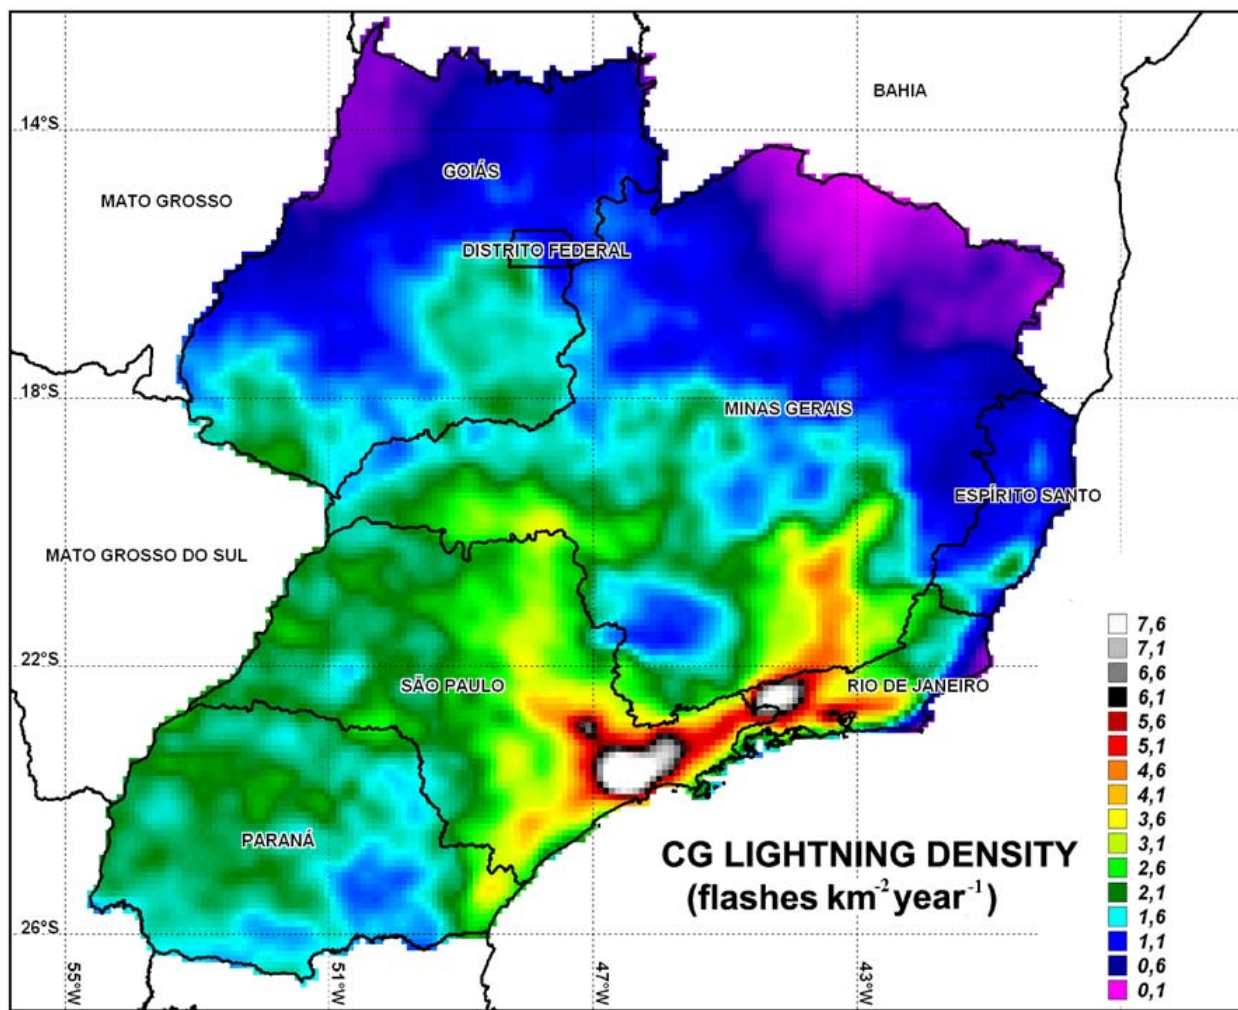 BAHIA
14°S
GOIÁS
MATO GROSSO
DISTRITO FEDERAL
18°S
MINAS GERAIS
ESPÍRITO SANTO
MATO GROSSO DO SUL
7,6
7,1
22°S
6,6
SÃO PAULO
RIO DE JANEIRO
6,1
5,6
5,1
4,6
4,1
3,6
PARANÁ
3,1
CG LIGHTNING DENSITY
2,6
(flashes km⁻² year⁻¹)
2,1
1,6
26°S
1,1
0,6
0,1
55°W
51°W
47°W
43°W